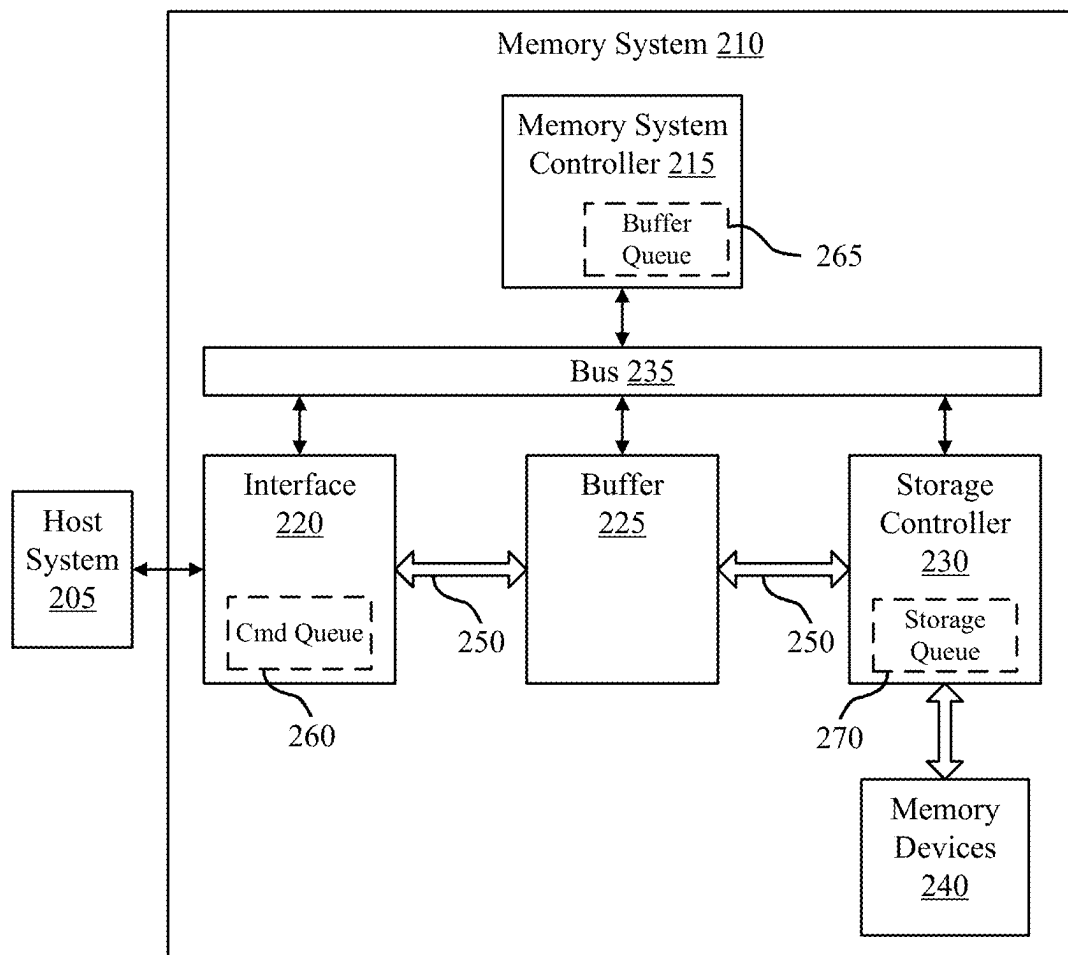 Memory System 210
Memory System
Controller 215
Buffer
Queue
265
Bus 235
Interface
220
Buffer
225
Storage
Controller
230
Host
System
205
Cmd Queue
250
250
Storage
Queue
260
270
Memory
Devices
240